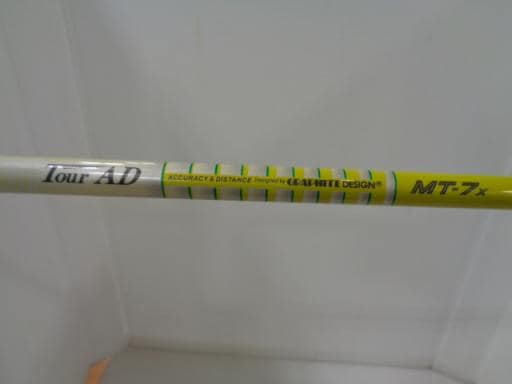 Tour AD ACCURACY & DISTANCE Designed by GRAPHITE DESIGN® MT-7x